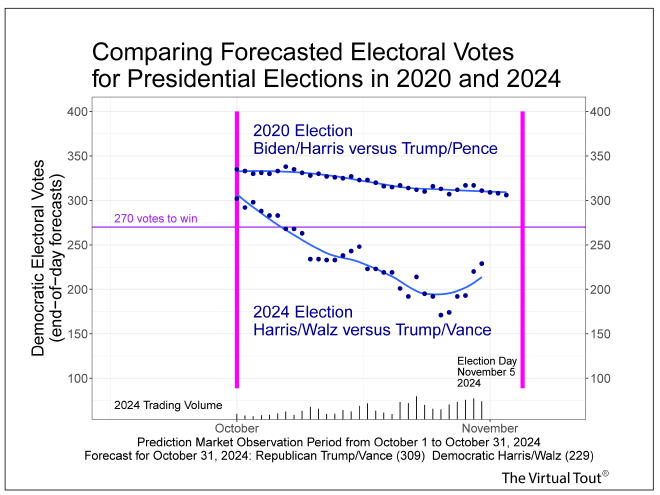 Comparing Forecasted Electoral Votes
for Presidential Elections in 2020 and 2024
Democratic Electoral Votes
(end−of−day forecasts)
400
350
300
250
200
150
100
400
350
300
250
200
150
100
2020 Election
Biden/Harris versus Trump/Pence
270 votes to win
2024 Election
Harris/Walz versus Trump/Vance
Election Day
November 5
2024
2024 Trading Volume
October
November
Prediction Market Observation Period from October 1 to October 31, 2024
Forecast for October 31, 2024: Republican Trump/Vance (309) Democratic Harris/Walz (229)
The Virtual Tout®